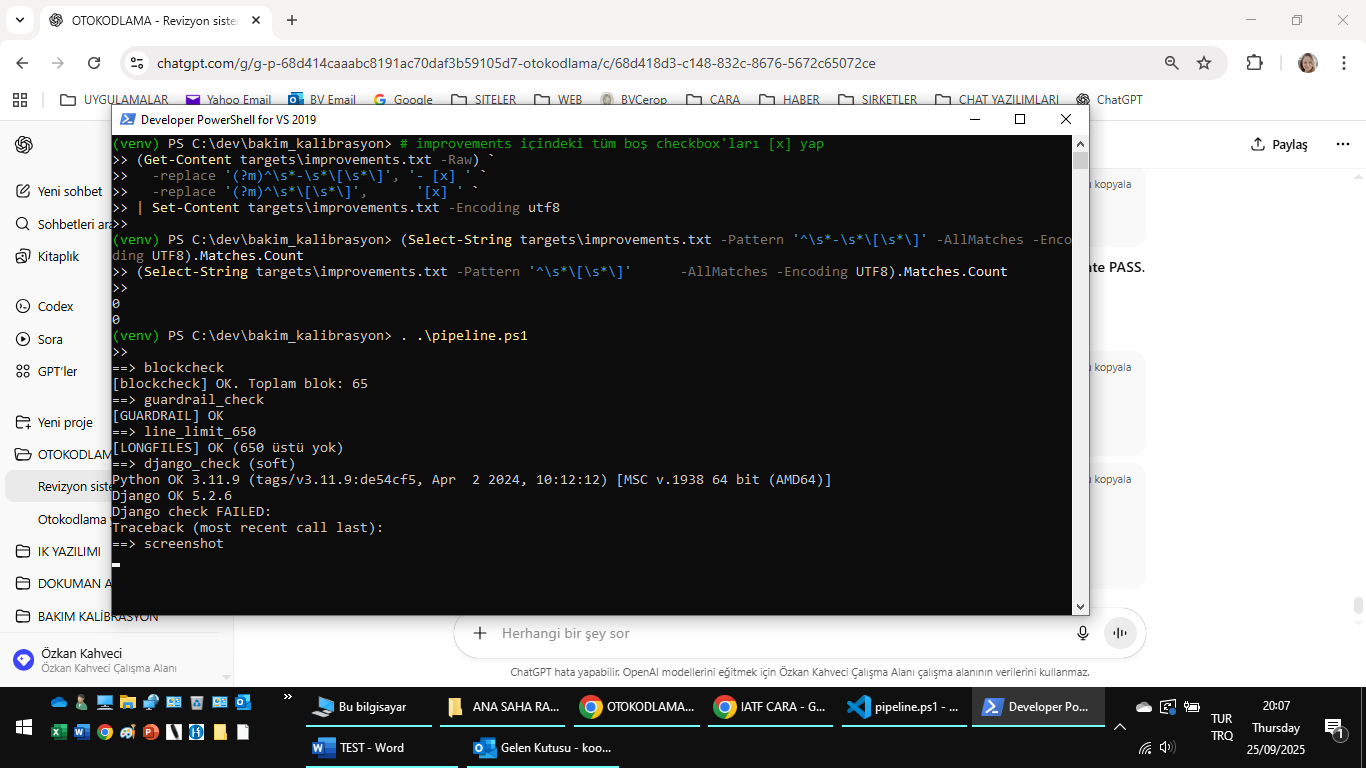 OTOKODLAMA - Revizyon siste
chatgpt.com/g/g-p-68d414caaabc8191ac70daf3b59105d7-otokodlama/c/68d418d3-c148-832c-8676-5672c65072ce
UYGULAMALAR Yahoo Email BV Email Google SITELER WEB BVCerop CARA HABER SIRKETLER CHAT YAZILIMLARI ChatGPT
Developer PowerShell for VS 2019
(venv) PS C:\dev\bakim_kalibrasyon> # improvements içindeki tüm boş checkbox'ları [x] yap
>> (Get-Content targets\improvements.txt -Raw) `
>>   -replace '(?m)^\s*-\s*\[\s*\]', '- [x] ' `
>>   -replace '(?m)^\s*\[\s*\]',      '[x] ' `
>> | Set-Content targets\improvements.txt -Encoding utf8
>>
(venv) PS C:\dev\bakim_kalibrasyon> (Select-String targets\improvements.txt -Pattern '^\s*-\s*\[\s*\]' -AllMatches -Enco
ding UTF8).Matches.Count
>> (Select-String targets\improvements.txt -Pattern '^\s*\[\s*\]'      -AllMatches -Encoding UTF8).Matches.Count
>>
0
0
(venv) PS C:\dev\bakim_kalibrasyon> . .\pipeline.ps1
>>
==> blockcheck
[blockcheck] OK. Toplam blok: 65
==> guardrail_check
[GUARDRAIL] OK
==> line_limit_650
[LONGFILES] OK (650 üstü yok)
==> django_check (soft)
Python OK 3.11.9 (tags/v3.11.9:de54cf5, Apr  2 2024, 10:12:12) [MSC v.1938 64 bit (AMD64)]
Django OK 5.2.6
Django check FAILED:
Traceback (most recent call last):
==> screenshot
Yeni sohbet
Sohbetleri ara
Kitaplık
Codex
Sora
GPT'ler
Yeni proje
OTOKODLAM
Revizyon siste
Otokodlama
IK YAZILIMI
DOKUMAN A
BAKIM KALİBRASYON
Özkan Kahveci
Özkan Kahveci Çalışma Alanı
Paylaş
kopyala
ate PASS.
kopyala
kopyala
Herhangi bir şey sor
ChatGPT hata yapabilir. OpenAI modellerini eğitmek için Özkan Kahveci Çalışma Alanı çalışma alanının verilerini kullanmaz.
Bu bilgisayar
ANA SAHA RA...
OTOKODLAMA...
IATF CARA - G...
pipeline.ps1 - ...
Developer Po...
TEST - Word
Gelen Kutusu - koo...
TUR
TRQ
20:07
Thursday
25/09/2025
1